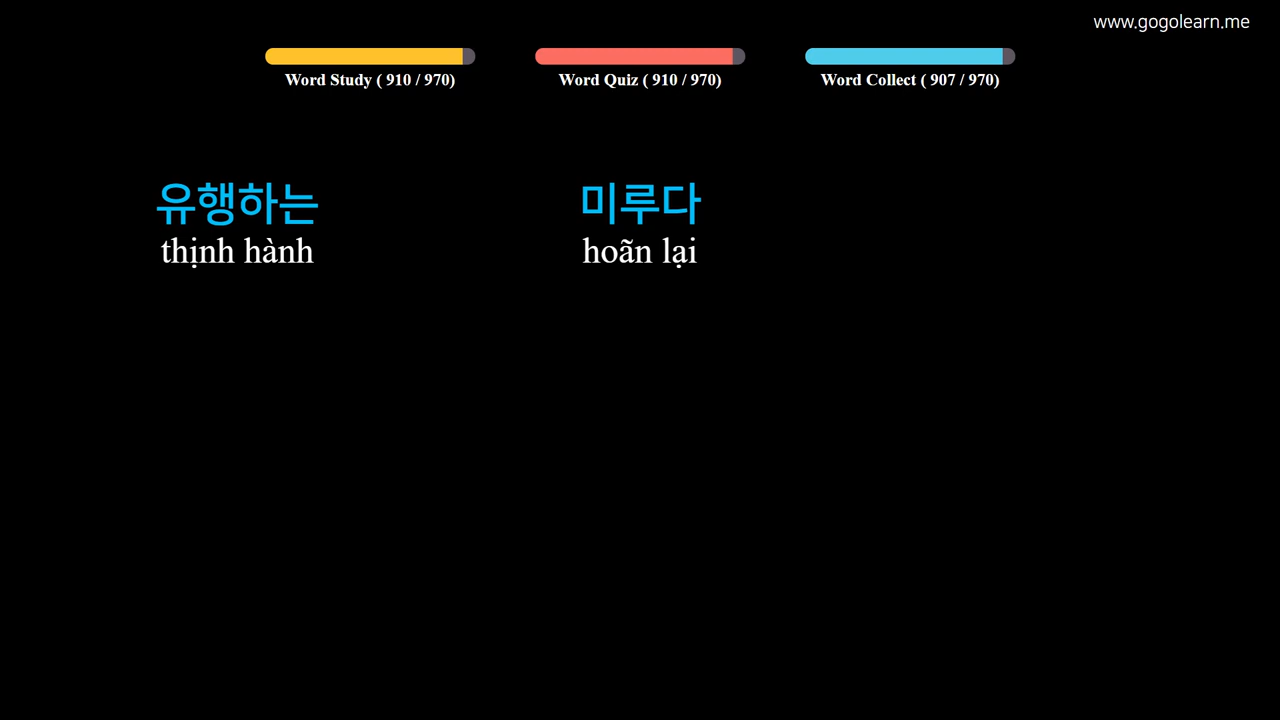 www.gogolearn.me
Word Study ( 910 / 970)
Word Quiz ( 910 / 970)
Word Collect ( 907 / 970)
유행하는
thịnh hành
미루다
hoãn lại